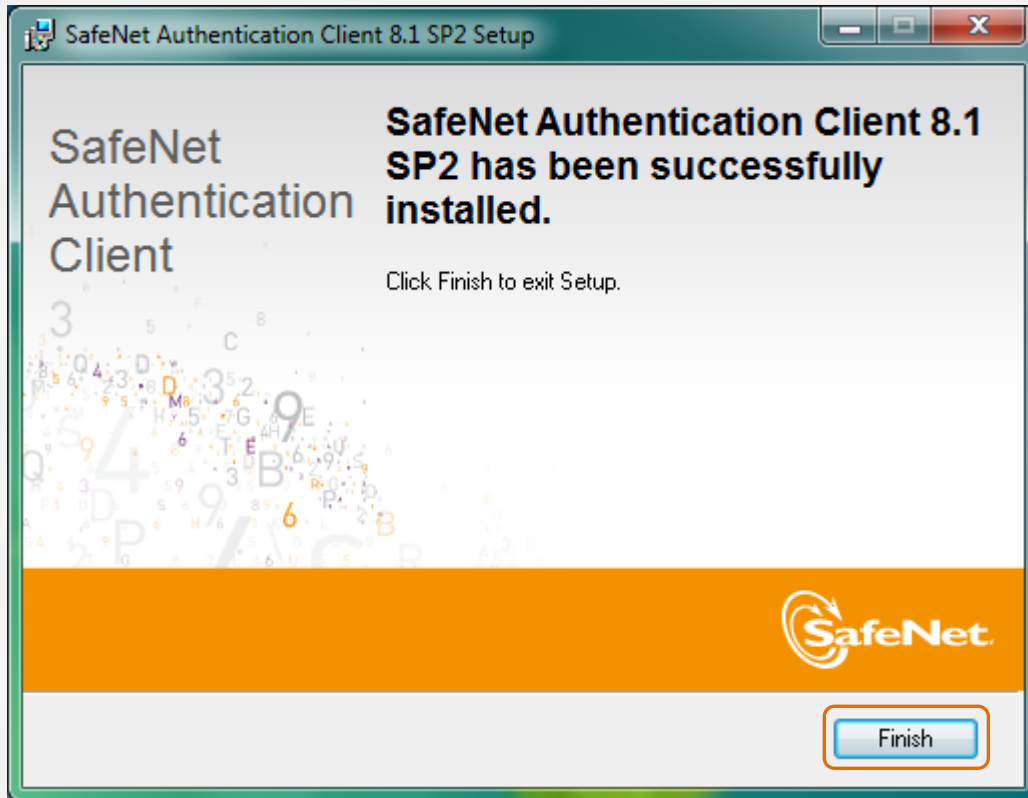 SafeNet Authentication Client 8.1 SP2 Setup
SafeNet
Authentication
Client
SafeNet Authentication Client 8.1
SP2 has been successfully
installed.
Click Finish to exit Setup.
SafeNet.
Finish